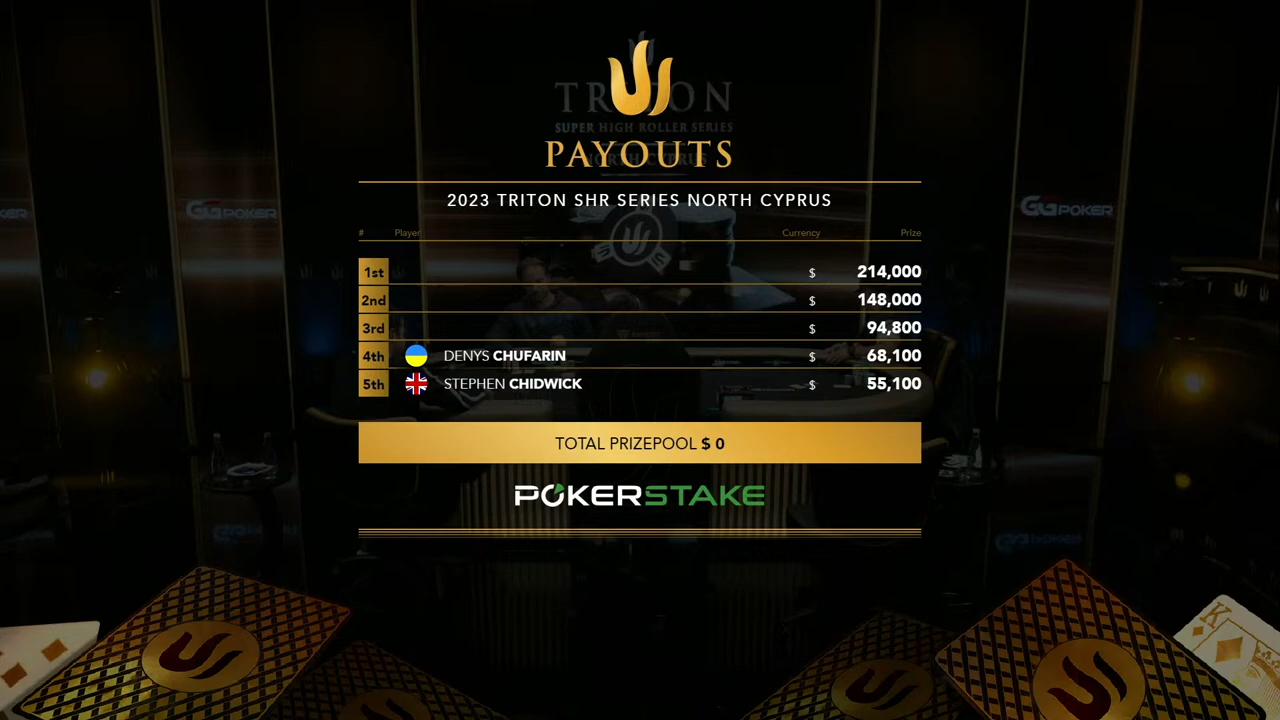 TRITON
SUPER HIGH ROLLER SERIES
PAYOUTS
2023 TRITON SHR SERIES NORTH CYPRUS
# Player Currency Prize
1st $ 214,000
2nd $ 148,000
3rd $ 94,800
4th DENYS CHUFARIN $ 68,100
5th STEPHEN CHIDWICK $ 55,100
TOTAL PRIZEPOOL $ 0
POKERSTAKE
GGPOKER
GGPOKER
K